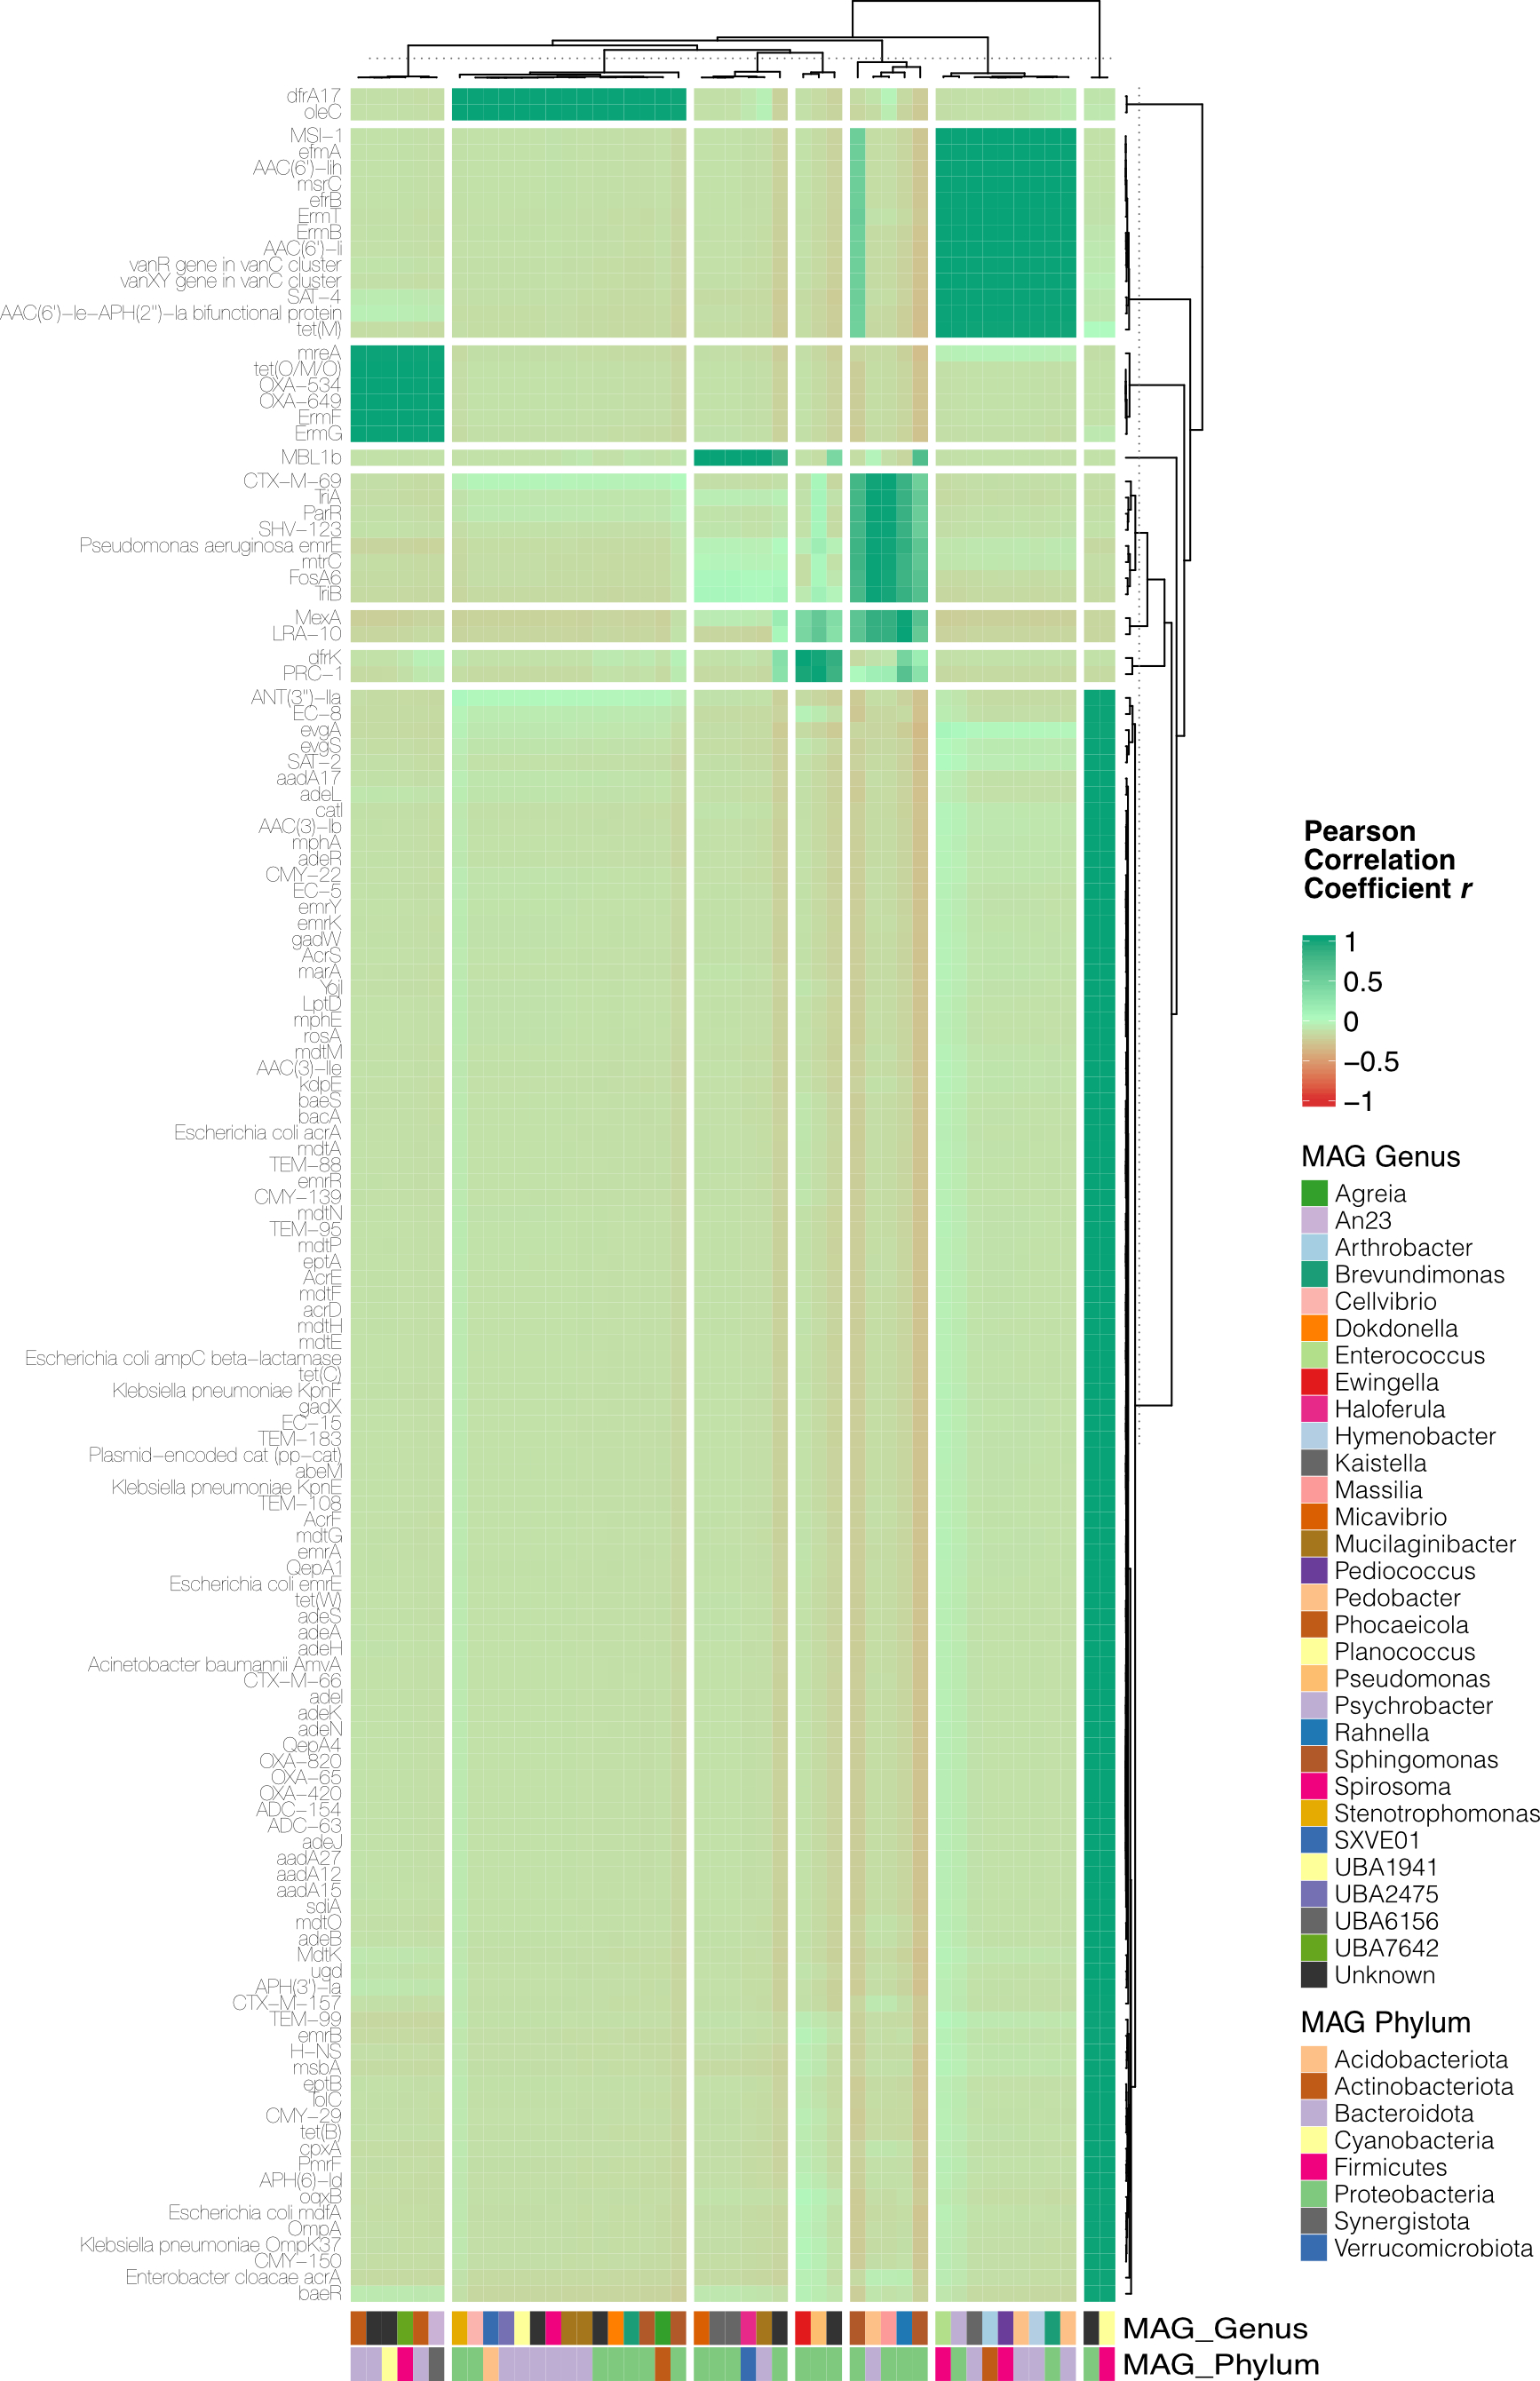 dfrA17
oleC
MSI−1
efmA
AAC(6')−Iih
msrC
efrB
ErmT
ErmB
AAC(6')−Ii
vanR gene in vanC cluster
vanXY gene in vanC cluster
SAT−4
AAC(6')−Ie−APH(2'')−Ia bifunctional protein
tet(M)
mreA
tet(O/M/O)
OXA−534
OXA−649
ErmF
ErmG
MBL1b
CTX−M−69
TriA
ParR
SHV−123
Pseudomonas aeruginosa emrE
mtrC
FosA6
TriB
MexA
LRA−10
dfrK
PRC−1
ANT(3'')−IIa
EC−8
evgA
evgS
SAT−2
aadA17
adeL
catI
AAC(3)−Ib
mphA
adeR
CMY−22
EC−5
emrY
emrK
gadW
AcrS
marA
YojI
LptD
mphE
rosA
mdtM
AAC(3)−IIe
kdpE
baeS
bacA
Escherichia coli acrA
mdtA
TEM−88
emrR
CMY−139
mdtN
TEM−95
mdtP
eptA
AcrE
mdtF
acrD
mdtH
mdtE
Escherichia coli ampC beta−lactamase
tet(C)
Klebsiella pneumoniae KpnF
gadX
EC−15
TEM−183
Plasmid−encoded cat (pp−cat)
abeM
Klebsiella pneumoniae KpnE
TEM−108
AcrF
mdtG
emrA
QepA1
Escherichia coli emrE
tet(W)
adeS
adeA
adeH
Acinetobacter baumannii AmvA
CTX−M−66
adeI
adeK
adeN
QepA4
OXA−820
OXA−65
OXA−420
ADC−154
ADC−63
adeJ
aadA27
aadA12
aadA15
sdiA
mdtO
adeB
MdtK
ugd
APH(3')−Ia
CTX−M−157
TEM−99
emrB
H−NS
msbA
eptB
TolC
CMY−29
tet(B)
cpxA
PmrF
APH(6)−Id
oqxB
Escherichia coli mdfA
OmpA
Klebsiella pneumoniae OmpK37
CMY−150
Enterobacter cloacae acrA
baeR
MAG_Genus
MAG_Phylum
Pearson
Correlation
Coefficient r
1
0.5
0
−0.5
−1
MAG Genus
Agreia
An23
Arthrobacter
Brevundimonas
Cellvibrio
Dokdonella
Enterococcus
Ewingella
Haloferula
Hymenobacter
Kaistella
Massilia
Micavibrio
Mucilaginibacter
Pediococcus
Pedobacter
Phocaeicola
Planococcus
Pseudomonas
Psychrobacter
Rahnella
Sphingomonas
Spirosoma
Stenotrophomonas
SXVE01
UBA1941
UBA2475
UBA6156
UBA7642
Unknown
MAG Phylum
Acidobacteriota
Actinobacteriota
Bacteroidota
Cyanobacteria
Firmicutes
Proteobacteria
Synergistota
Verrucomicrobiota